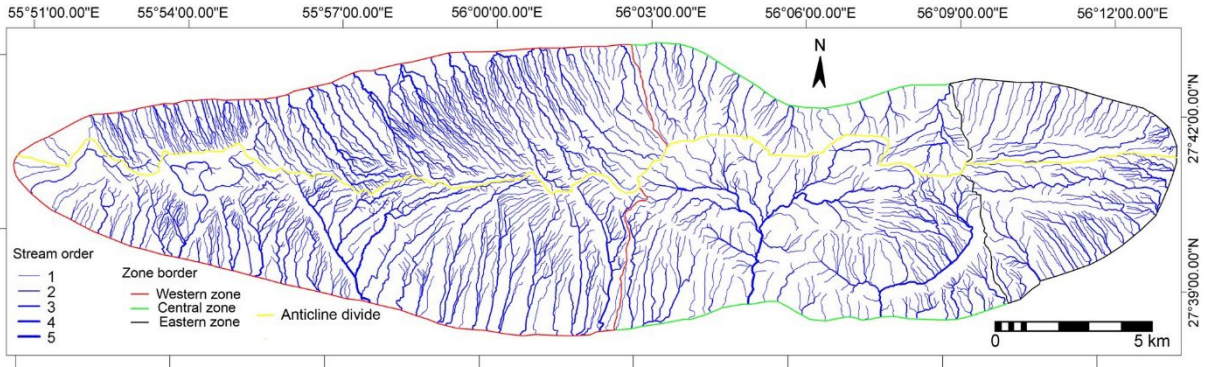 55°51'00.00"E 55°54'00.00"E 55°57'00.00"E 56°00'00.00"E 56°03'00.00"E 56°06'00.00"E 56°09'00.00"E 56°12'00.00"E
N
27°42'00.00"N
27°39'00.00"N
Stream order
1
2
3
4
5
Zone border
Western zone
Central zone
Eastern zone
Anticline divide
0 5 km